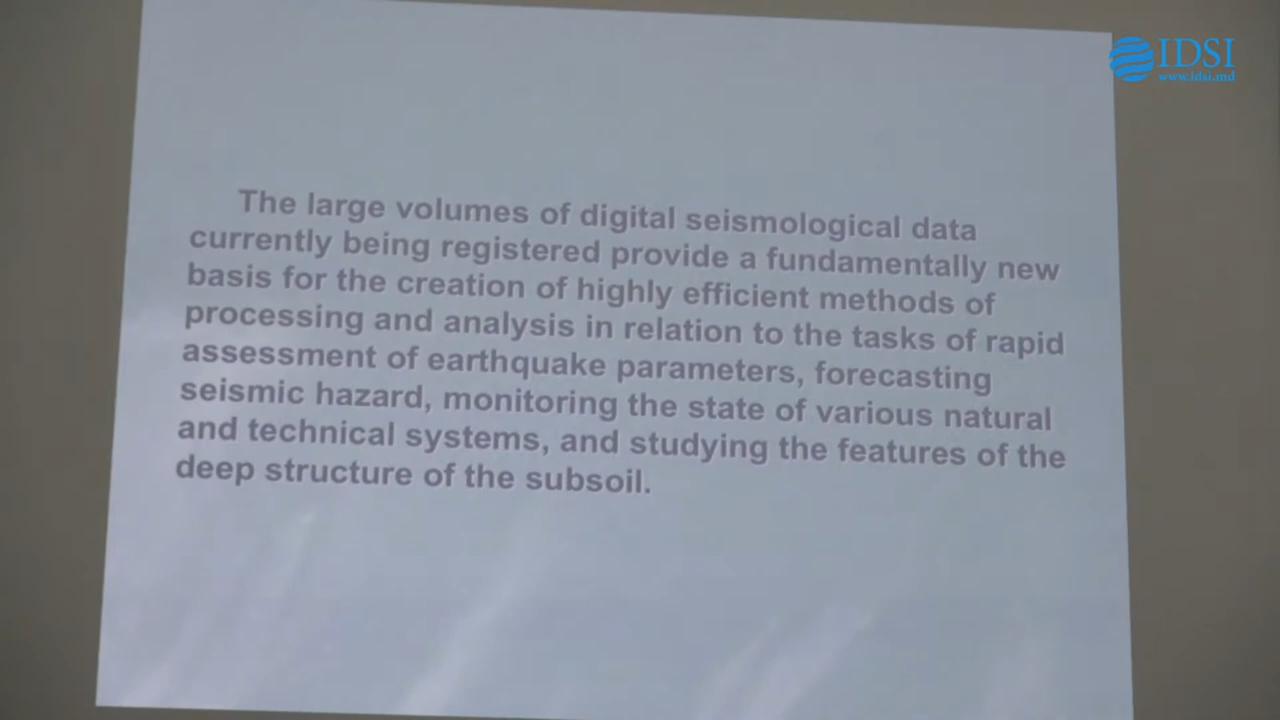 IDSI
www.idsi.md
The large volumes of digital seismological data
currently being registered provide a fundamentally new
basis for the creation of highly efficient methods of
processing and analysis in relation to the tasks of rapid
assessment of earthquake parameters, forecasting
seismic hazard, monitoring the state of various natural
and technical systems, and studying the features of the
deep structure of the subsoil.